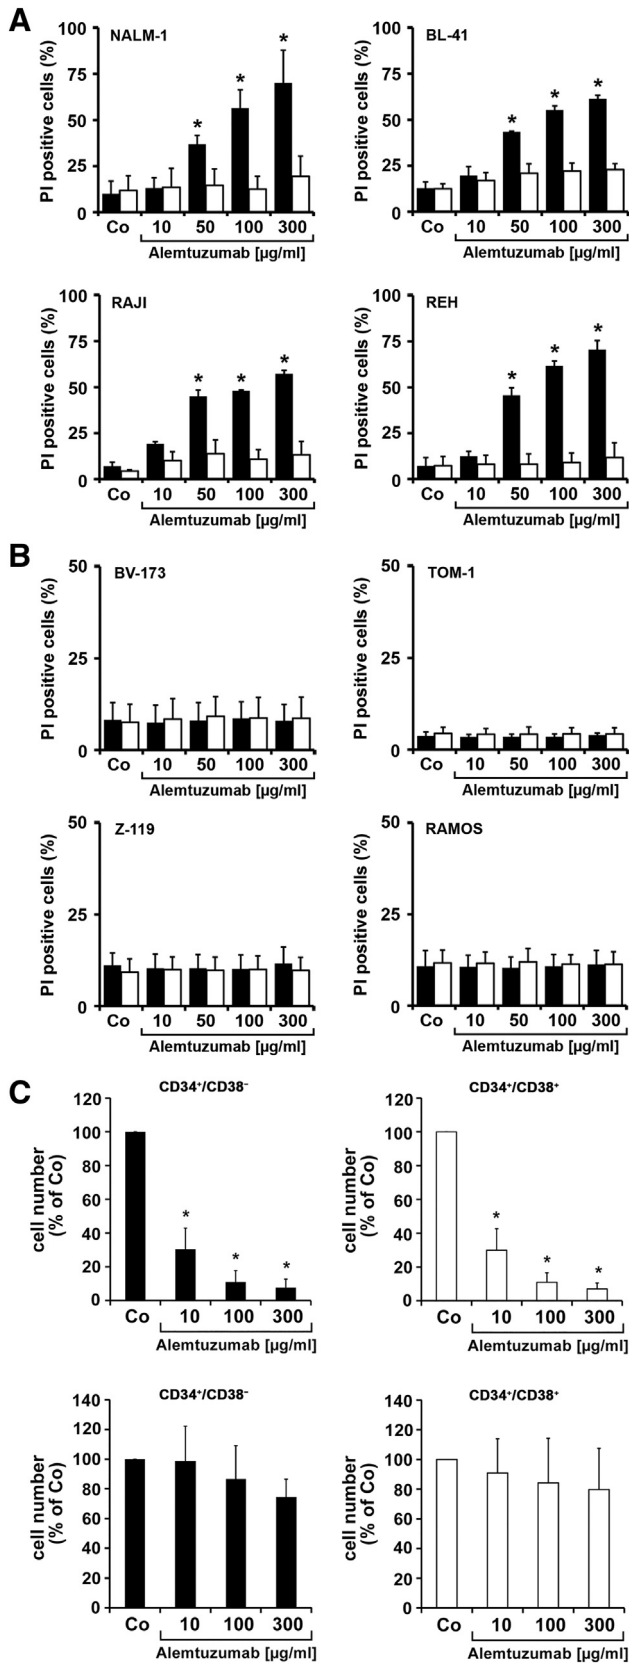 A
NALM-1
PI positive cells (%)
100
75
50
25
0
* * *
Co 10 50 100 300
Alemtuzumab [µg/ml]
BL-41
PI positive cells (%)
100
75
50
25
0
* * *
Co 10 50 100 300
Alemtuzumab [µg/ml]
RAJI
PI positive cells (%)
100
75
50
25
0
* * *
Co 10 50 100 300
Alemtuzumab [µg/ml]
REH
PI positive cells (%)
100
75
50
25
0
* * *
Co 10 50 100 300
Alemtuzumab [µg/ml]
B
BV-173
PI positive cells (%)
50
25
0
Co 10 50 100 300
Alemtuzumab [µg/ml]
TOM-1
PI positive cells (%)
50
25
0
Co 10 50 100 300
Alemtuzumab [µg/ml]
Z-119
PI positive cells (%)
50
25
0
Co 10 50 100 300
Alemtuzumab [µg/ml]
RAMOS
PI positive cells (%)
50
25
0
Co 10 50 100 300
Alemtuzumab [µg/ml]
C
CD34⁺/CD38⁻
cell number
(% of Co)
120
100
80
60
40
20
0
* * *
Co 10 100 300
Alemtuzumab [µg/ml]
CD34⁺/CD38⁺
cell number
(% of Co)
120
100
80
60
40
20
0
* * *
Co 10 100 300
Alemtuzumab [µg/ml]
CD34⁺/CD38⁻
cell number
(% of Co)
140
120
100
80
60
40
20
0
Co 10 100 300
Alemtuzumab [µg/ml]
CD34⁺/CD38⁺
cell number
(% of Co)
140
120
100
80
60
40
20
0
Co 10 100 300
Alemtuzumab [µg/ml]